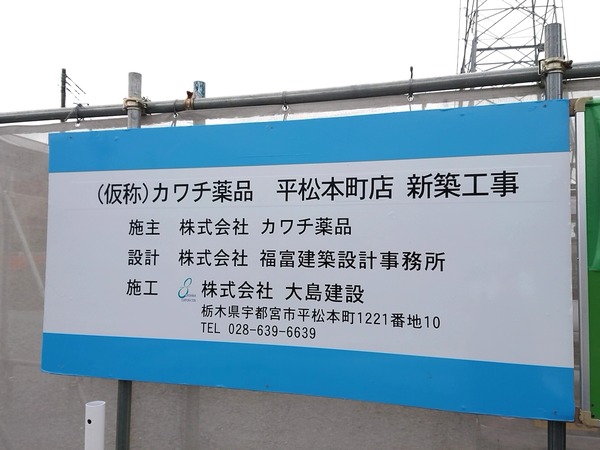 (仮称)カワチ薬品 平松本町店 新築工事
施主 株式会社 カワチ薬品
設計 株式会社 福富建築設計事務所
施工 株式会社 大島建設
栃木県宇都宮市平松本町1221番地10
TEL 028-639-6639